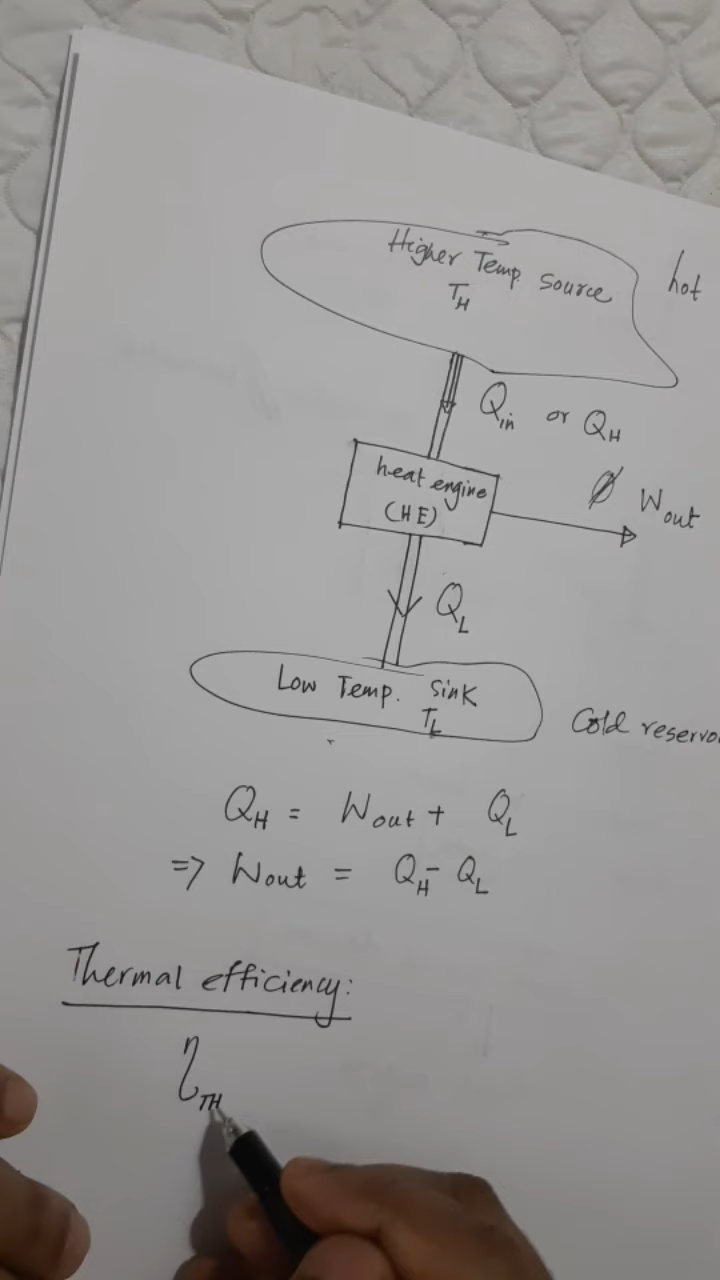 Higher Temp. Source
T_H
hot
Q_in or Q_H
heat engine
(HE)
W_out
Q_L
Low Temp. Sink
T_L
Cold reservo
Q_H = W_out + Q_L
=> W_out = Q_H - Q_L
Thermal efficiency:
η_TH